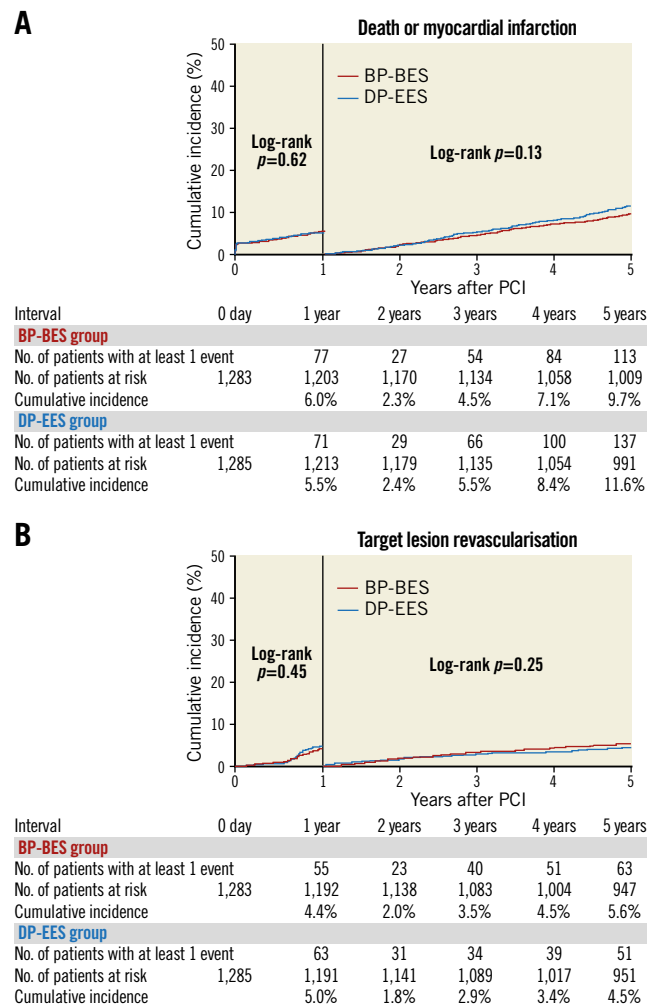 A
Death or myocardial infarction
Cumulative incidence (%)
50
40
30
20
10
0
BP-BES
DP-EES
Log-rank
p=0.62
Log-rank p=0.13
0 1 2 3 4 5
Years after PCI
Interval 0 day 1 year 2 years 3 years 4 years 5 years
BP-BES group
No. of patients with at least 1 event 77 27 54 84 113
No. of patients at risk 1,283 1,203 1,170 1,134 1,058 1,009
Cumulative incidence 6.0% 2.3% 4.5% 7.1% 9.7%
DP-EES group
No. of patients with at least 1 event 71 29 66 100 137
No. of patients at risk 1,285 1,213 1,179 1,135 1,054 991
Cumulative incidence 5.5% 2.4% 5.5% 8.4% 11.6%
B
Target lesion revascularisation
Cumulative incidence (%)
50
40
30
20
10
0
BP-BES
DP-EES
Log-rank
p=0.45
Log-rank p=0.25
0 1 2 3 4 5
Years after PCI
Interval 0 day 1 year 2 years 3 years 4 years 5 years
BP-BES group
No. of patients with at least 1 event 55 23 40 51 63
No. of patients at risk 1,283 1,192 1,138 1,083 1,004 947
Cumulative incidence 4.4% 2.0% 3.5% 4.5% 5.6%
DP-EES group
No. of patients with at least 1 event 63 31 34 39 51
No. of patients at risk 1,285 1,191 1,141 1,089 1,017 951
Cumulative incidence 5.0% 1.8% 2.9% 3.4% 4.5%